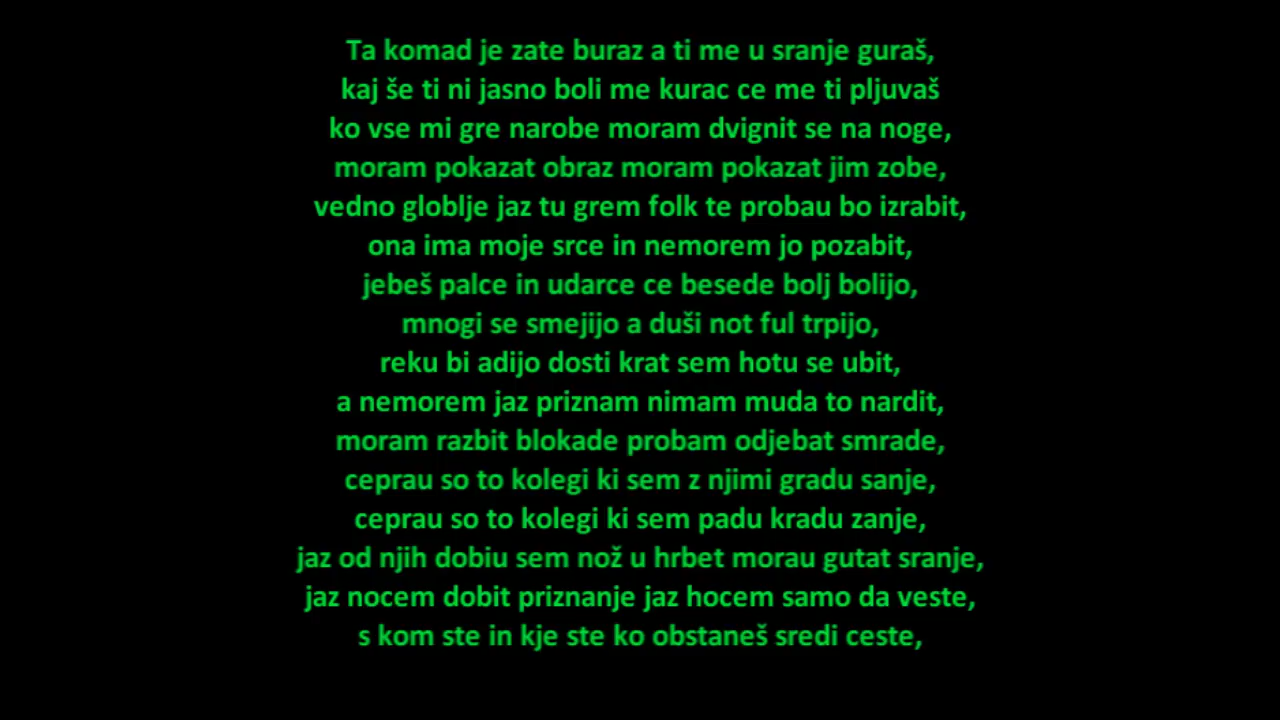 Ta komad je zate buraz a ti me u sranje guraš,
kaj še ti ni jasno boli me kurac ce me ti pljuvaš
ko vse mi gre narobe moram dvignit se na noge,
moram pokazat obraz moram pokazat jim zobe,
vedno globlje jaz tu grem folk te probau bo izrabit,
ona ima moje srce in nemorem jo pozabit,
jebeš palce in udarce ce besede bolj bolijo,
mnogi se smejijo a duši not ful trpijo,
reku bi adijo dosti krat sem hotu se ubit,
a nemorem jaz priznam nimam muda to nardit,
moram razbit blokade probam odjebat smrade,
ceprau so to kolegi ki sem z njimi gradu sanje,
ceprau so to kolegi ki sem padu kradu zanje,
jaz od njih dobiu sem nož u hrbet morau gutat sranje,
jaz nocem dobit priznanje jaz hocem samo da veste,
s kom ste in kje ste ko obstaneš sredi ceste,